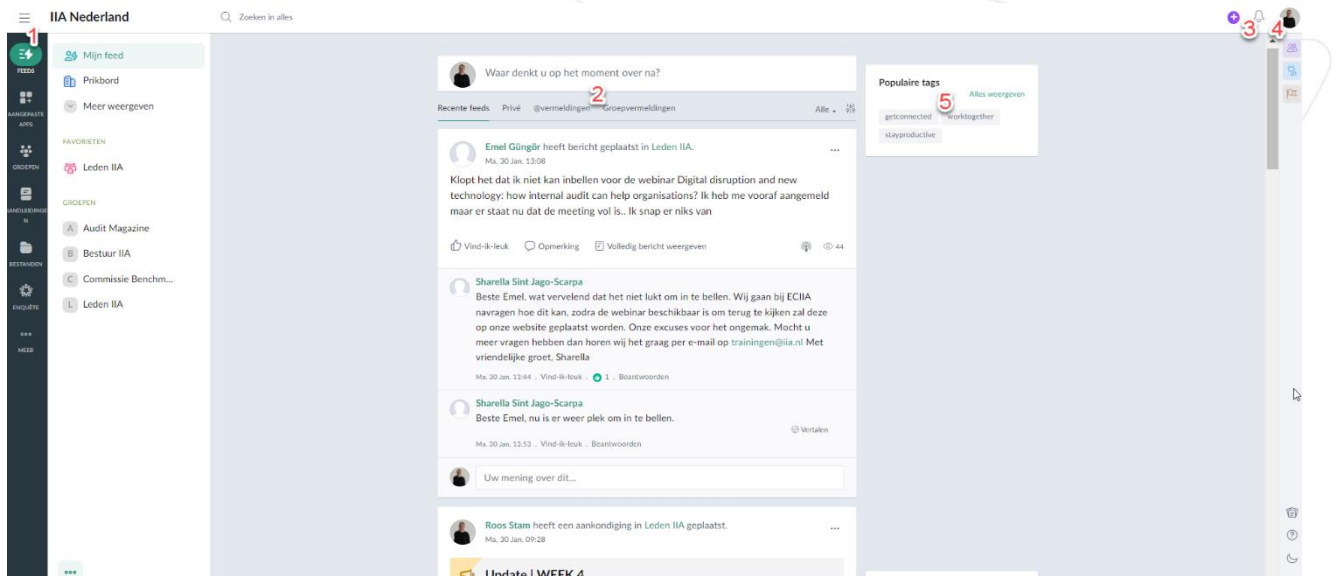 IIA Nederland
Zoeken in alles
1
3
4
FEEDS
AANGEPASTE
APPS
GROEPEN
HANDLEIDINGE
N
BESTANDEN
ENQUÊTE
MEER
Mijn feed
Prikbord
Meer weergeven
FAVORIETEN
Leden IIA
GROEPEN
A Audit Magazine
B Bestuur IIA
C Commissie Benchm...
L Leden IIA
Waar denkt u op het moment over na?
2
Recente feeds Privé @vermeldingen Groepvermeldingen Alle
Emel Güngör heeft bericht geplaatst in Leden IIA.
Ma, 30 Jan, 13:08
Klopt het dat ik niet kan inbellen voor de webinar Digital disruption and new
technology: how internal audit can help organisations? Ik heb me vooraf aangemeld
maar er staat nu dat de meeting vol is.. Ik snap er niks van
Vind-ik-leuk Opmerking Volledig bericht weergeven 44
Sharella Sint Jago-Scarpa
Beste Emel, wat vervelend dat het niet lukt om in te bellen. Wij gaan bij ECIIA
navragen hoe dit kan, zodra de webinar beschikbaar is om terug te kijken zal deze
op onze website geplaatst worden. Onze excuses voor het ongemak. Mocht u
meer vragen hebben dan horen wij het graag per e-mail op trainingen@iia.nl Met
vriendelijke groet, Sharella
Ma, 30 Jan, 13:44 . Vind-ik-leuk . 1 . Beantwoorden
Sharella Sint Jago-Scarpa
Beste Emel, nu is er weer plek om in te bellen.
Vertalen
Ma, 30 Jan, 13:53 . Vind-ik-leuk . Beantwoorden
Uw mening over dit...
Roos Stam heeft een aankondiging in Leden IIA geplaatst.
Ma, 30 Jan, 09:28
Update | WEEK 4
Populaire tags
Alles weergeven
5
getconnected worktogether
stayproductive